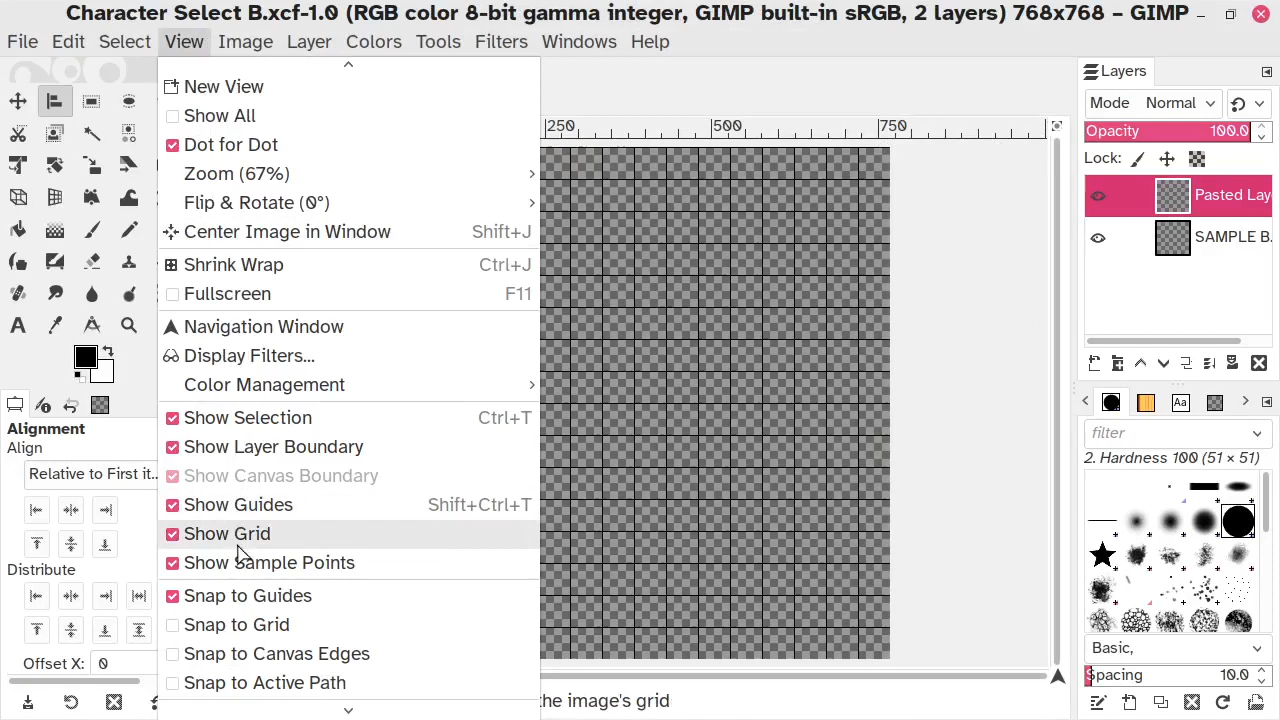 Character Select B.xcf-1.0 (RGB color 8-bit gamma integer, GIMP built-in sRGB, 2 layers) 768x768 – GIMP
File Edit Select View Image Layer Colors Tools Filters Windows Help
New View
Show All
Dot for Dot
Zoom (67%)
Flip & Rotate (0°)
Center Image in Window Shift+J
Shrink Wrap Ctrl+J
Fullscreen F11
Navigation Window
Display Filters...
Color Management
Show Selection Ctrl+T
Show Layer Boundary
Show Canvas Boundary
Show Guides Shift+Ctrl+T
Show Grid
Show Sample Points
Snap to Guides
Snap to Grid
Snap to Canvas Edges
Snap to Active Path
Alignment
Align
Relative to First it...
Distribute
Offset X: 0
250 500 750
the image's grid
Layers
Mode Normal
Opacity 100.0
Lock:
Pasted Lay
SAMPLE B.
Aa
filter
2. Hardness 100 (51 × 51)
Basic,
Spacing 10.0